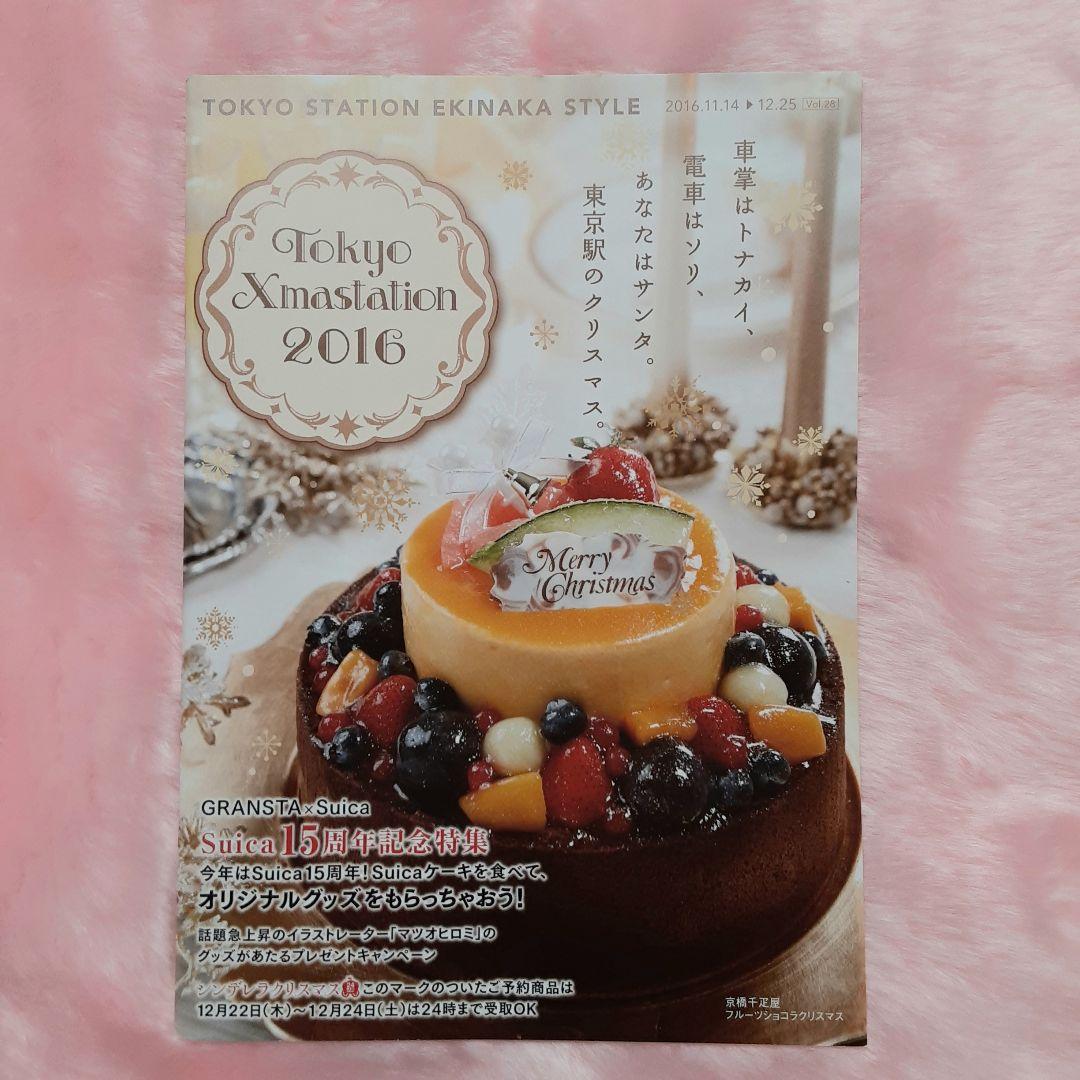 TOKYO STATION EKINAKA STYLE 2016.11.14 ▶ 12.25 Vol.28
Tokyo
Xmastation
2016
車掌はトナカイ、
電車はソリ、
あなたはサンタ。
東京駅のクリスマス。
Merry
Christmas
GRANSTA×Suica
Suica15周年記念特集
今年はSuica15周年！Suicaケーキを食べて、
オリジナルグッズをもらっちゃおう！
話題急上昇のイラストレーター「マツオヒロミ」の
グッズがあたるプレゼントキャンペーン
シンデレラクリスマス このマークのついたご予約商品は
12月22日（木）〜12月24日（土）は24時まで受取OK
京橋千疋屋
フルーツショコラクリスマス